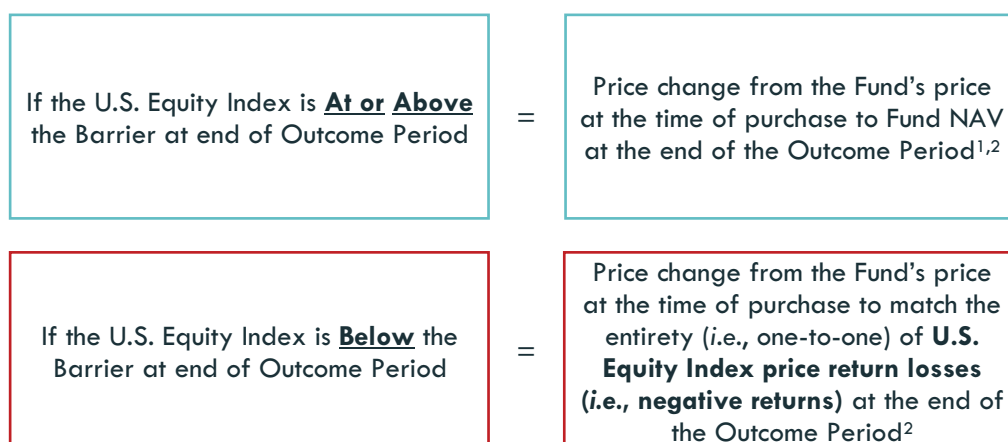 If the U.S. Equity Index is At or Above
the Barrier at end of Outcome Period
=
Price change from the Fund's price
at the time of purchase to Fund NAV
at the end of the Outcome Period1,2
If the U.S. Equity Index is Below the
Barrier at end of Outcome Period
=
Price change from the Fund's price
at the time of purchase to match the
entirety (i.e., one-to-one) of U.S.
Equity Index price return losses
(i.e., negative returns) at the end of
the Outcome Period2